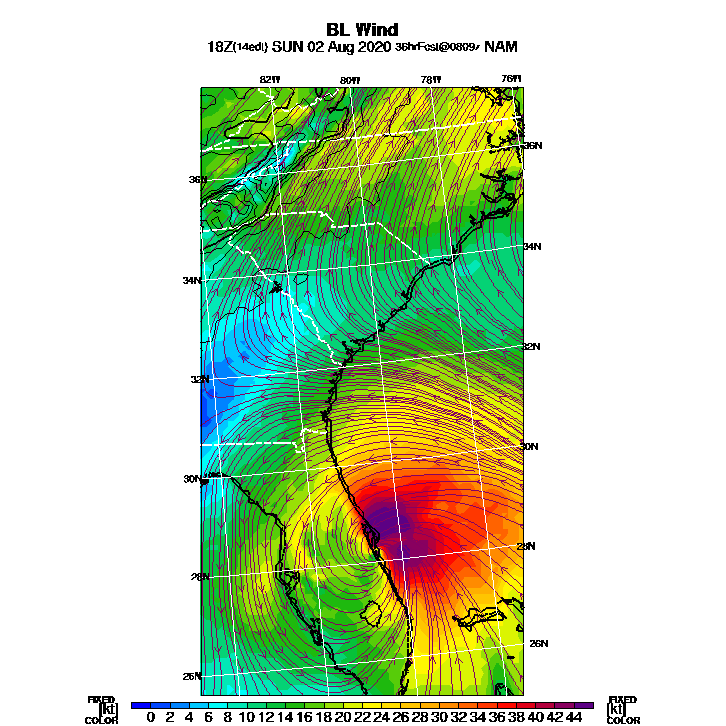 BL Wind
18Z(14edt) SUN 02 Aug 2020 36hrFcst@0809z NAM
82W 80W 78W 76W
36N
36N
34N
34N
32N
32N
30N
30N
28N
28N
26N
26N
FIXED FIXED
[kt] 0 2 4 6 8 10 12 14 16 18 20 22 24 26 28 30 32 34 36 38 40 42 44 [kt]
COLOR COLOR